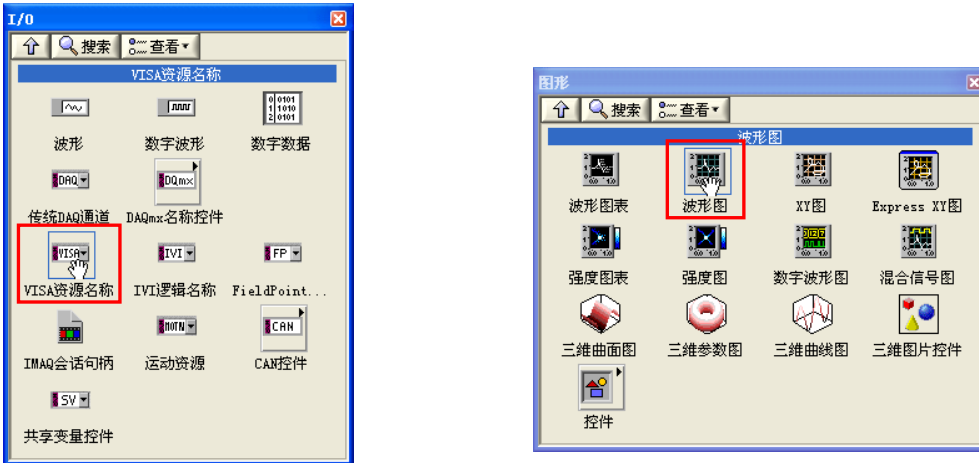 I/O
搜索 查看
VISA资源名称
波形 数字波形 数字数据
DAQ DQmx
传统DAQ通道 DAQmx名称控件
VISA IVI FP
VISA资源名称 IVI逻辑名称 FieldPoint...
MOTN CAN
IMAQ会话句柄 运动资源 CAN控件
SV
共享变量控件
图形
搜索 查看
波形图
波形图表 波形图 XY图 Express XY图
强度图表 强度图 数字波形图 混合信号图
三维曲面图 三维参数图 三维曲线图 三维图片控件
控件